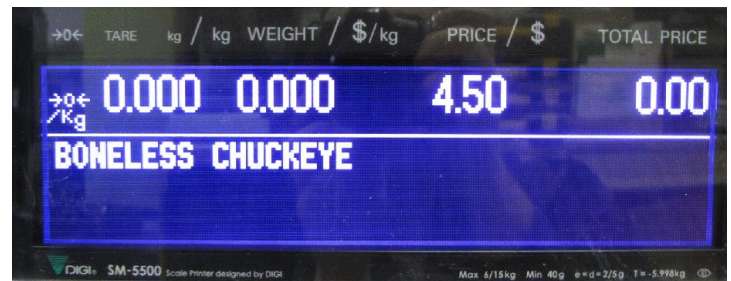 →0← TARE kg / kg WEIGHT / $/kg PRICE / $ TOTAL PRICE
→0← /Kg 0.000 0.000 4.50 0.00
BONELESS CHUCKEYE
DIGI® SM-5500 Scale Printer designed by DIGI Max 6/15kg Min 40g e=d=2/5g T=-5.998kg